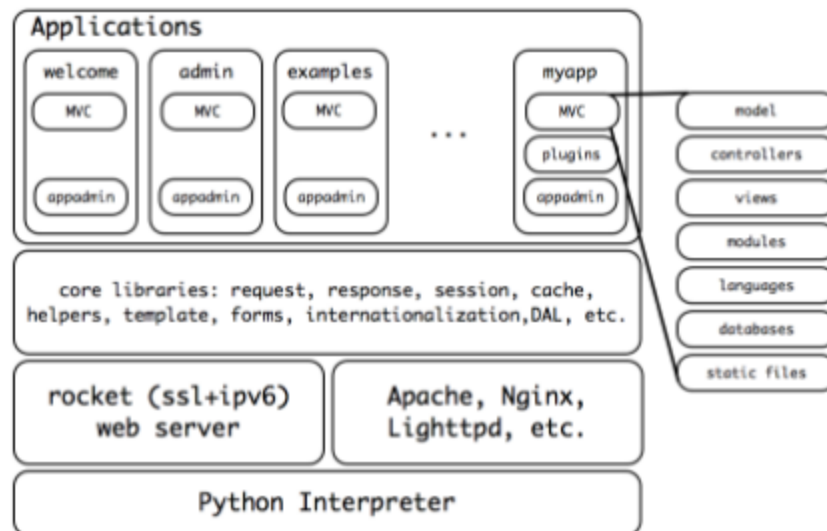 Applications
welcome
MVC
appadmin
admin
MVC
appadmin
examples
MVC
appadmin
...
myapp
MVC
plugins
appadmin
model
controllers
views
modules
languages
databases
static files
core libraries: request, response, session, cache,
helpers, template, forms, internationalization,DAL, etc.
rocket (ssl+ipv6)
web server
Apache, Nginx,
Lighttpd, etc.
Python Interpreter